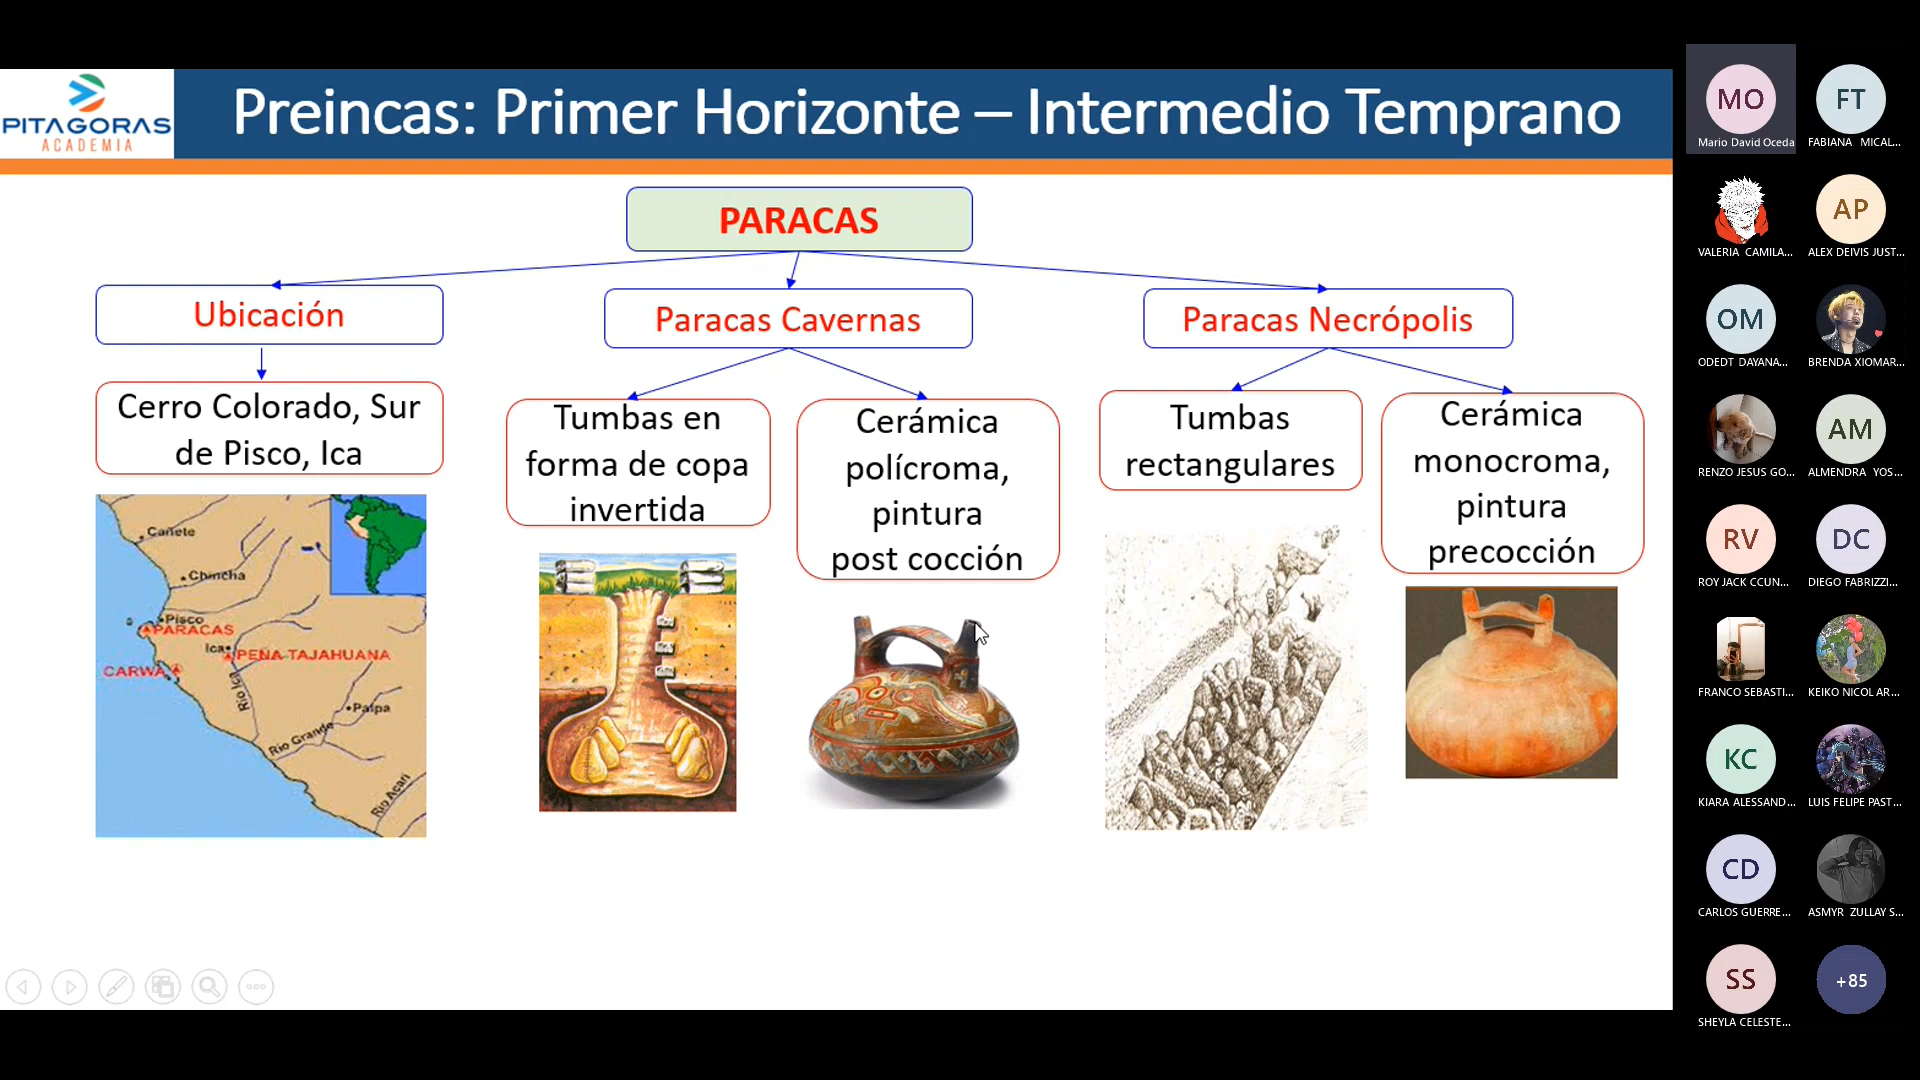 PITAGORAS
ACADEMIA
Preincas: Primer Horizonte – Intermedio Temprano
PARACAS
Ubicación
Paracas Cavernas
Paracas Necrópolis
Cerro Colorado, Sur
de Pisco, Ica
Tumbas en
forma de copa
invertida
Cerámica
polícroma,
pintura
post cocción
Tumbas
rectangulares
Cerámica
monocroma,
pintura
precocción
Cañete
Chincha
Pisco
PARACAS
Ica
PEÑA TAJAHUANA
CARWA
Rio Ica
Palpa
Rio Grande
Rio Acari
MO
Mario David Oceda
FT
FABIANA MICAL...
VALERIA CAMILA...
AP
ALEX DEIVIS JUST...
OM
ODEDT DAYANA...
BRENDA XIOMAR...
RENZO JESUS GO...
AM
ALMENDRA YOS...
RV
ROY JACK CCUN...
DC
DIEGO FABRIZZI...
FRANCO SEBASTI...
KEIKO NICOL AR...
KC
KIARA ALESSAND...
LUIS FELIPE PAST...
CD
CARLOS GUERRE...
ASMYR ZULLAY S...
SS
SHEYLA CELESTE...
+85